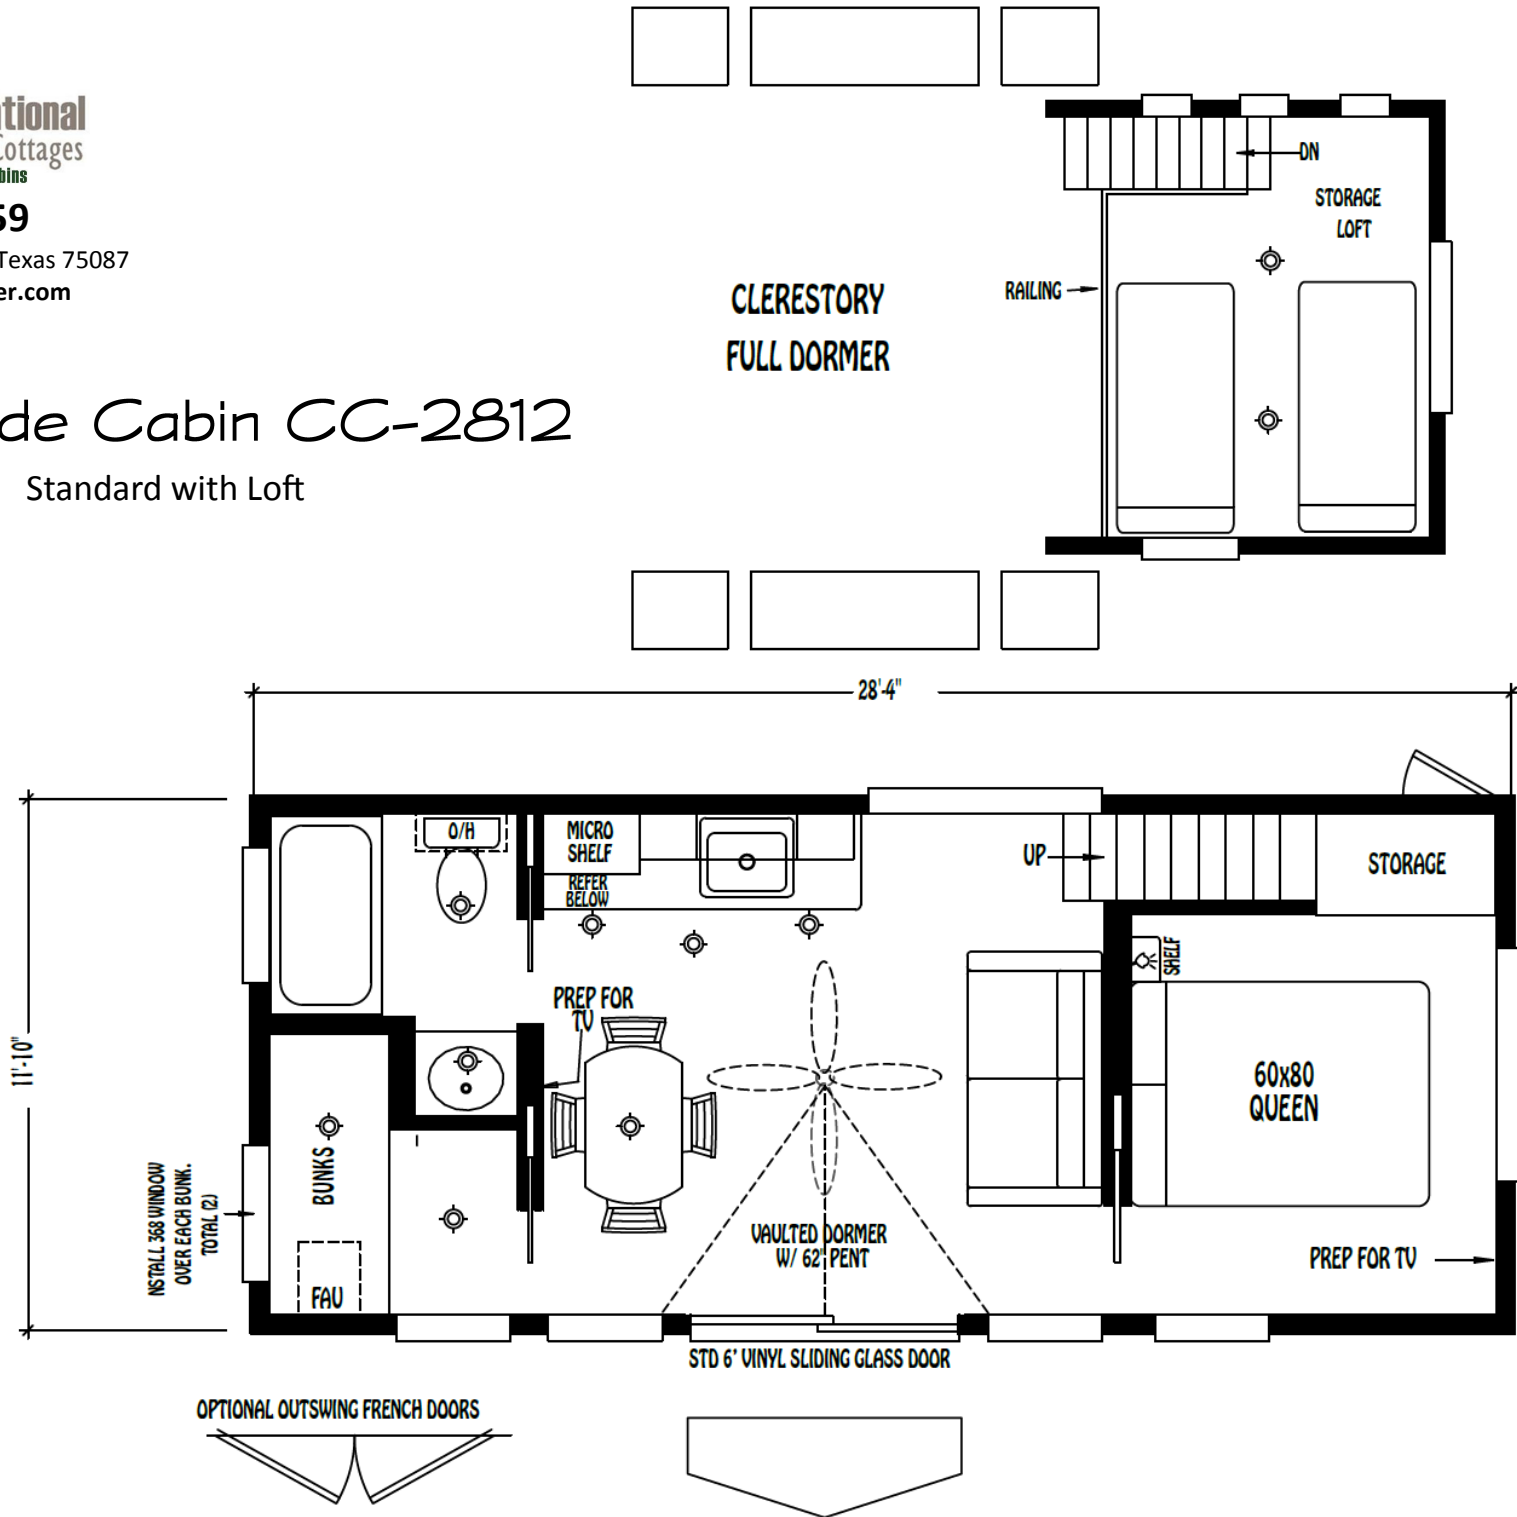 tional
Cottages
bins
59
Texas 75087
er.com
de Cabin CC-2812
Standard with Loft
DN
STORAGE
LOFT
RAILING
CLERESTORY
FULL DORMER
28'-4"
11'-10"
O/H
MICRO
SHELF
REFER
BELOW
UP
STORAGE
SHELF
PREP FOR
TV
60x80
QUEEN
BUNKS
NSTALL 368 WINDOW
OVER EACH BUNK.
TOTAL (2)
FAU
VAULTED DORMER
W/ 62" PENT
PREP FOR TV
STD 6' VINYL SLIDING GLASS DOOR
OPTIONAL OUTSWING FRENCH DOORS